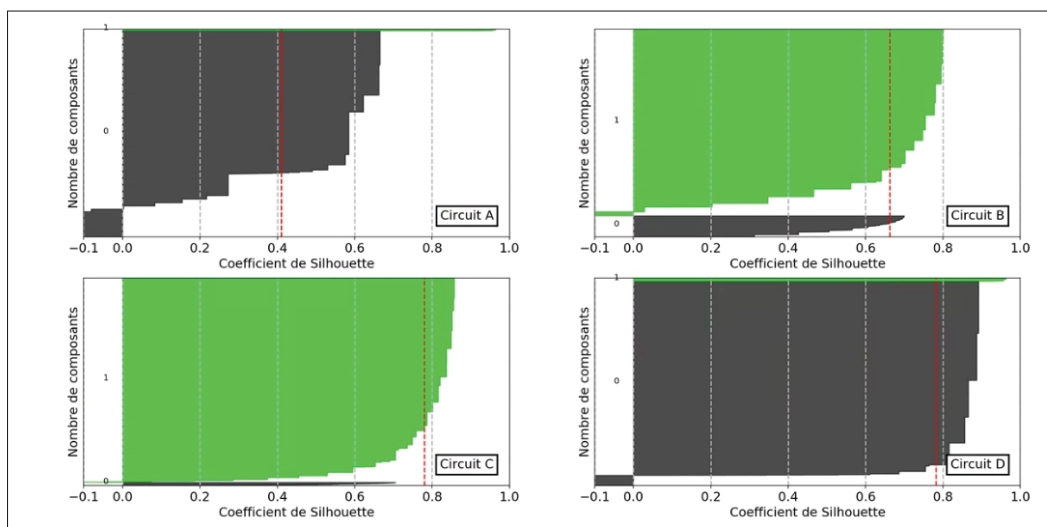 1
Nombre de composants
0
Circuit A
−0.1 0.0 0.2 0.4 0.6 0.8 1.0
Coefficient de Silhouette
Nombre de composants
1
0
Circuit B
−0.1 0.0 0.2 0.4 0.6 0.8 1.0
Coefficient de Silhouette
Nombre de composants
1
0
Circuit C
−0.1 0.0 0.2 0.4 0.6 0.8 1.0
Coefficient de Silhouette
1
Nombre de composants
0
Circuit D
−0.1 0.0 0.2 0.4 0.6 0.8 1.0
Coefficient de Silhouette